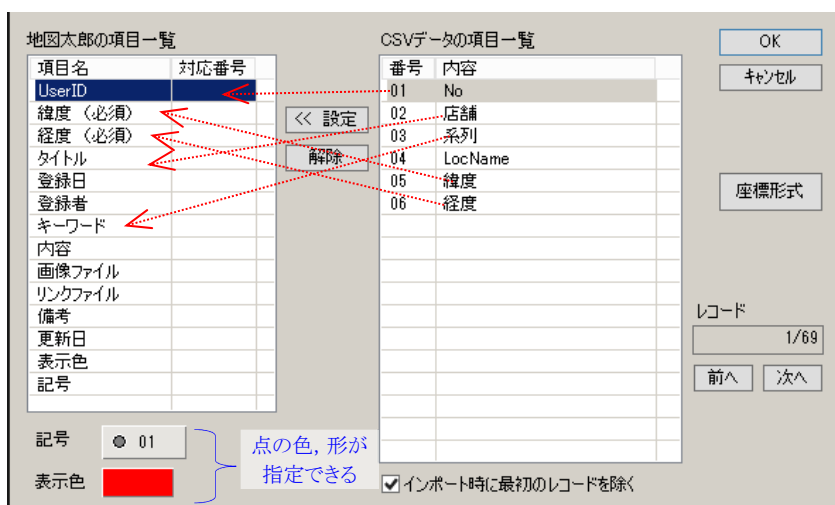 地図太郎の項目一覧
項目名 対応番号
UserID
緯度（必須）
経度（必須）
タイトル
登録日
登録者
キーワード
内容
画像ファイル
リンクファイル
備考
更新日
表示色
記号
記号 01
表示色
点の色，形が
指定できる
<< 設定
解除
CSVデータの項目一覧
番号 内容
01 No
02 店舗
03 系列
04 LocName
05 緯度
06 経度
インポート時に最初のレコードを除く
OK
キャンセル
座標形式
レコード
1/69
前へ 次へ